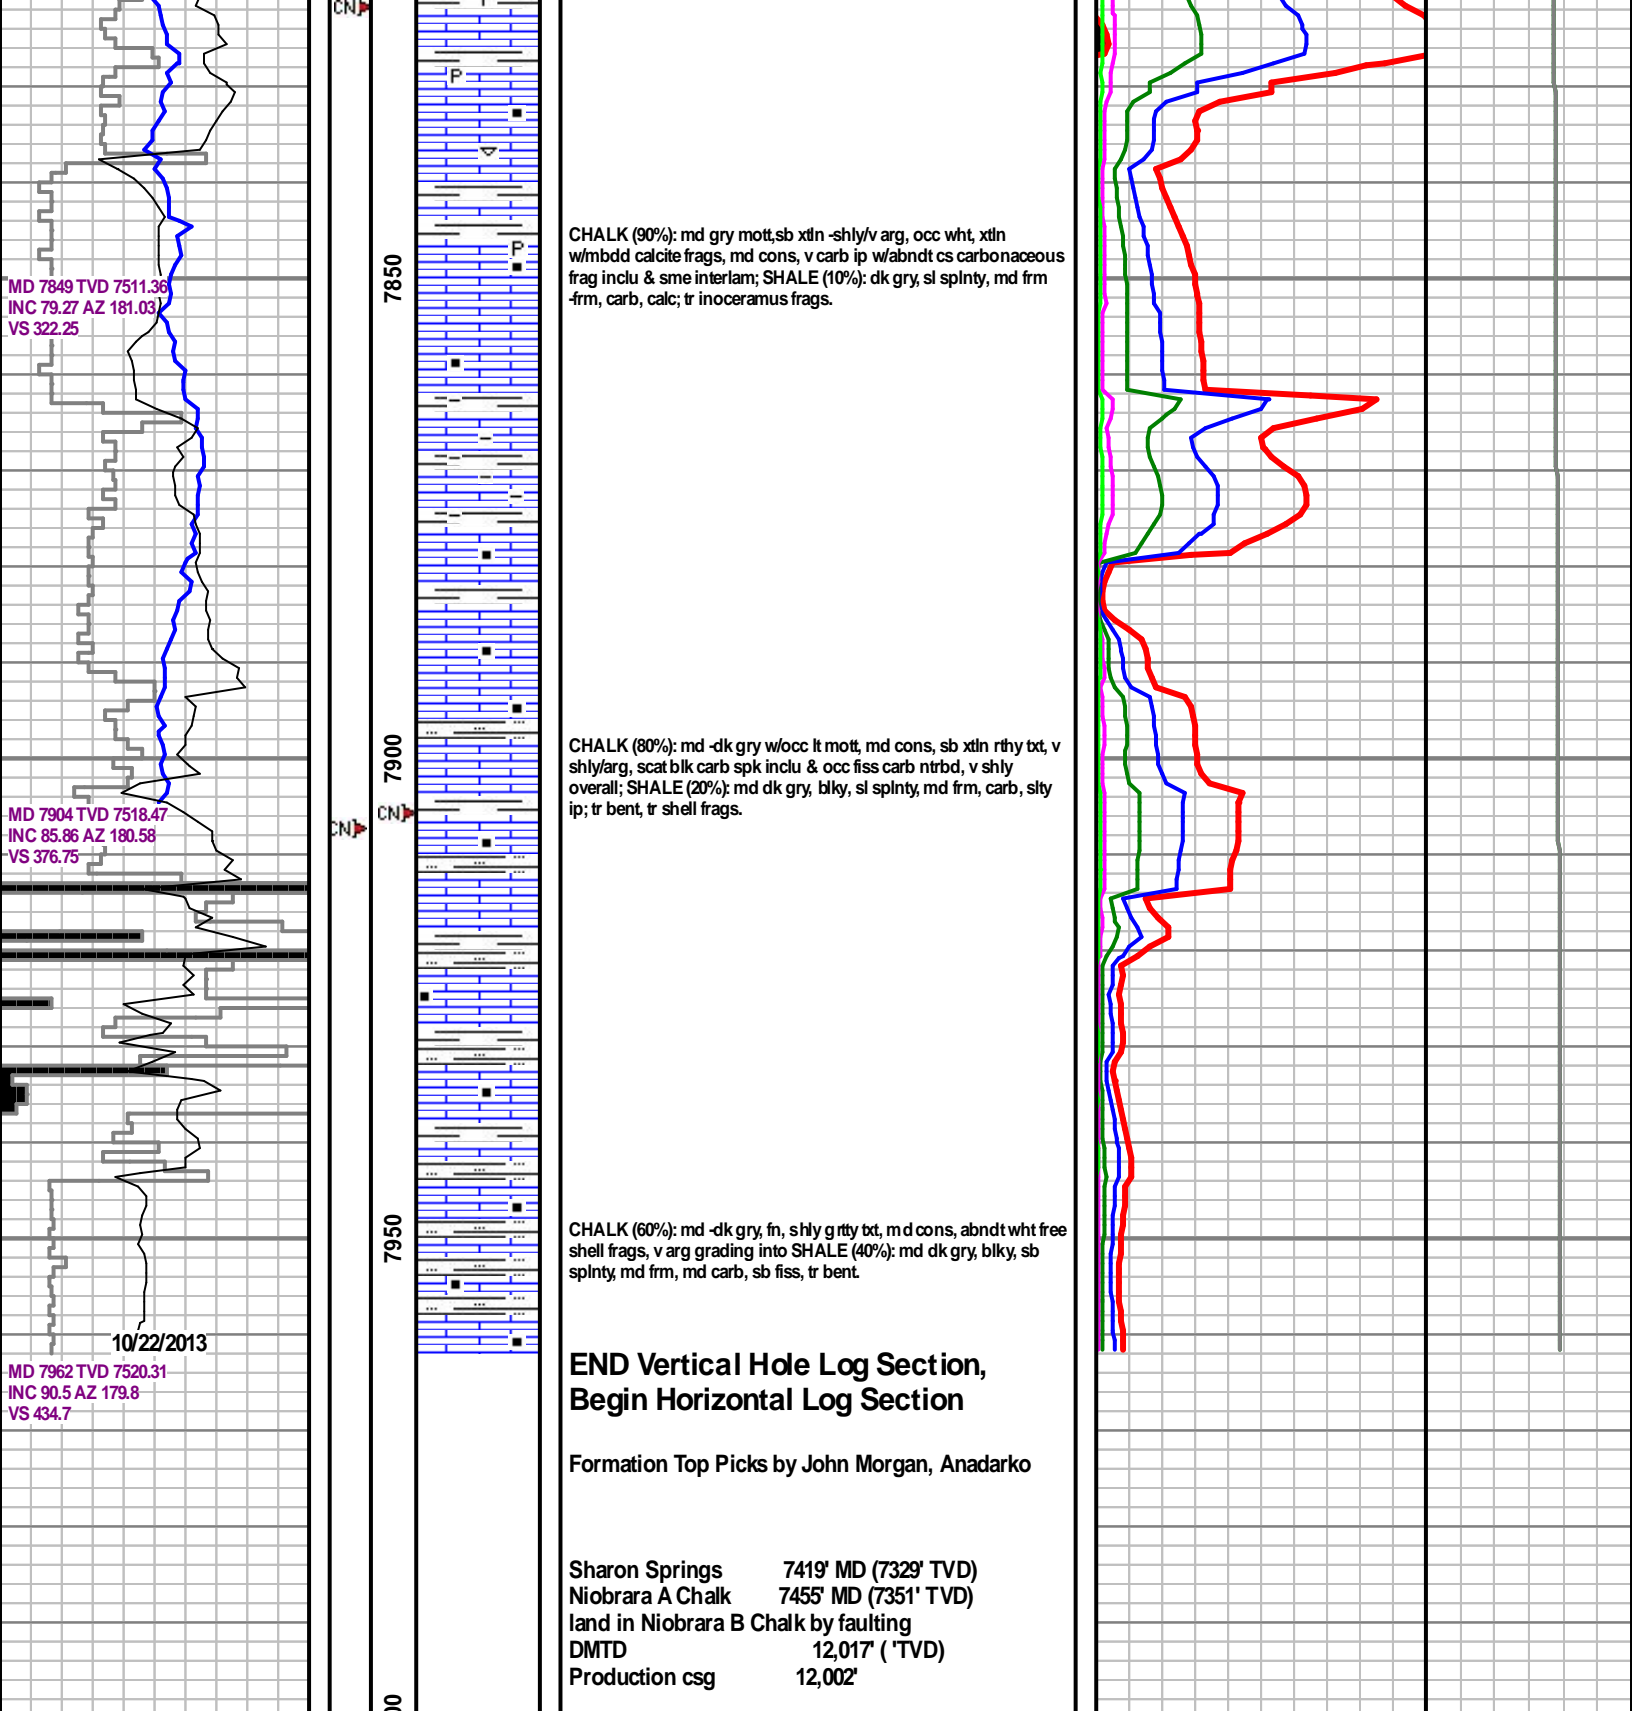 CN
P
P
CHALK (90%): md gry mott,sb xtln -shly/v arg, occ wht, xtln
w/mbdd calcite frags, md cons, v carb ip w/abndt cs carbonaceous
frag inclu & sme interlam; SHALE (10%): dk gry, sl splnty, md frm
-frm, carb, calc; tr inoceramus frags.
7850
MD 7849 TVD 7511.36
INC 79.27 AZ 181.03
VS 322.25
7900
CHALK (80%): md -dk gry w/occ lt mott, md cons, sb xtln rthy txt, v
shly/arg, scat blk carb spk inclu & occ fiss carb ntrbd, v shly
overall; SHALE (20%): md dk gry, blky, sl splnty, md frm, carb, slty
ip; tr bent, tr shell frags.
MD 7904 TVD 7518.47
INC 85.86 AZ 180.58
VS 376.75
CN
CN
7950
CHALK (60%): md -dk gry, fn, shly grtty txt, md cons, abndt wht free
shell frags, v arg grading into SHALE (40%): md dk gry, blky, sb
splnty, md frm, md carb, sb fiss, tr bent.
10/22/2013
MD 7962 TVD 7520.31
INC 90.5 AZ 179.8
VS 434.7
END Vertical Hole Log Section,
Begin Horizontal Log Section
Formation Top Picks by John Morgan, Anadarko
Sharon Springs 7419' MD (7329' TVD)
Niobrara A Chalk 7455' MD (7351' TVD)
land in Niobrara B Chalk by faulting
DMTD 12,017' ( 'TVD)
Production csg 12,002'